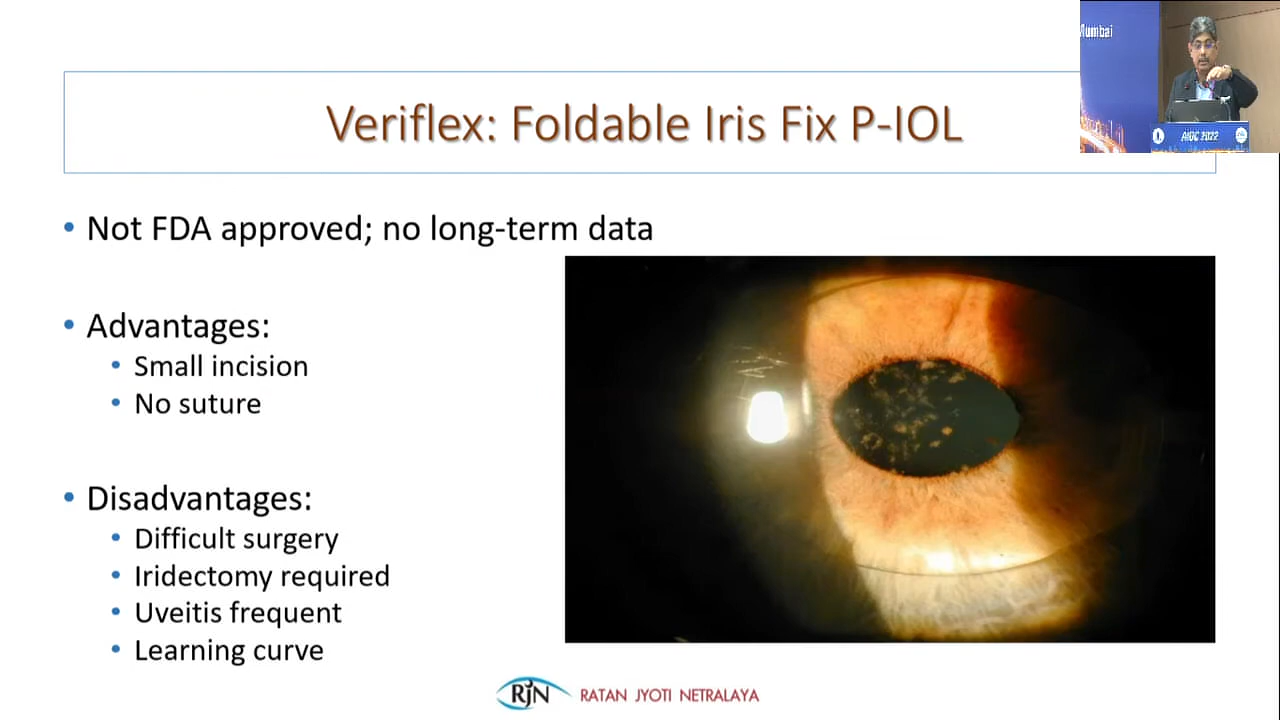 Mumbai
AIOC 2022
Veriflex: Foldable Iris Fix P-IOL
• Not FDA approved; no long-term data
• Advantages:
• Small incision
• No suture
• Disadvantages:
• Difficult surgery
• Iridectomy required
• Uveitis frequent
• Learning curve
RJN RATAN JYOTI NETRALAYA